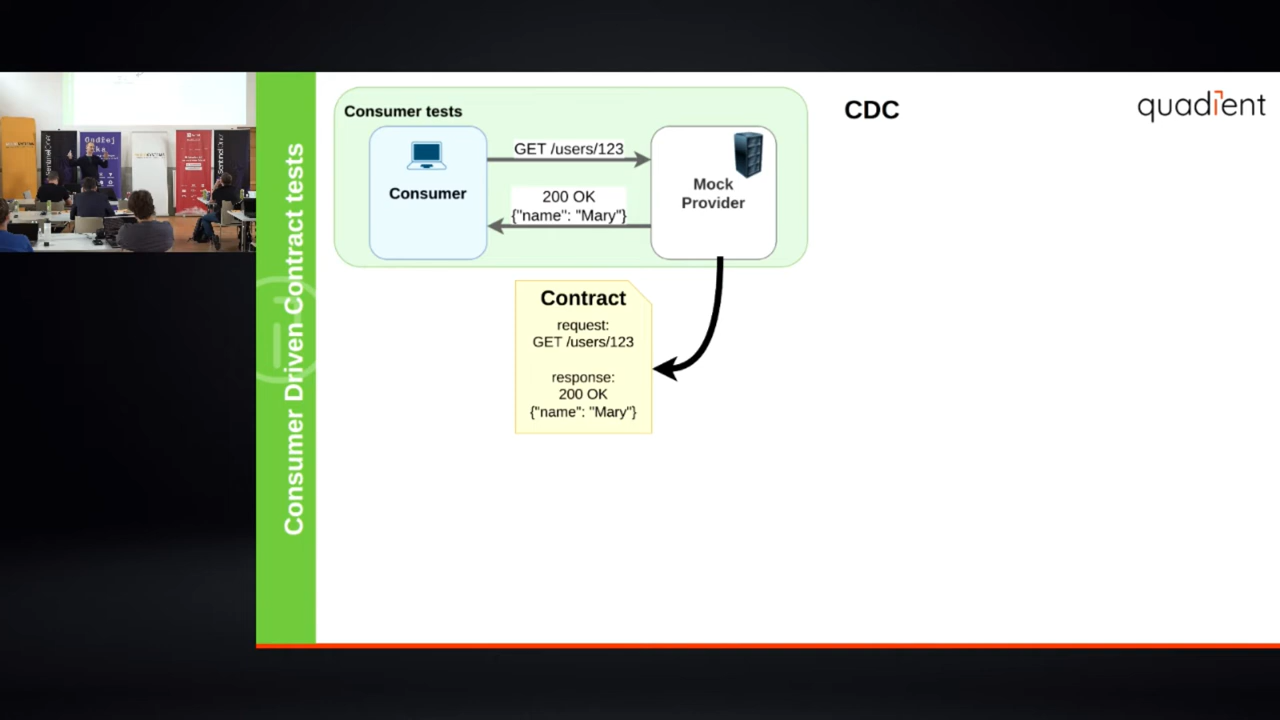 Consumer Driven Contract tests
Consumer tests
CDC
quadient
Consumer
GET /users/123
200 OK
{"name": "Mary"}
Mock
Provider
Contract
request:
GET /users/123
response:
200 OK
{"name": "Mary"}
Ondřej